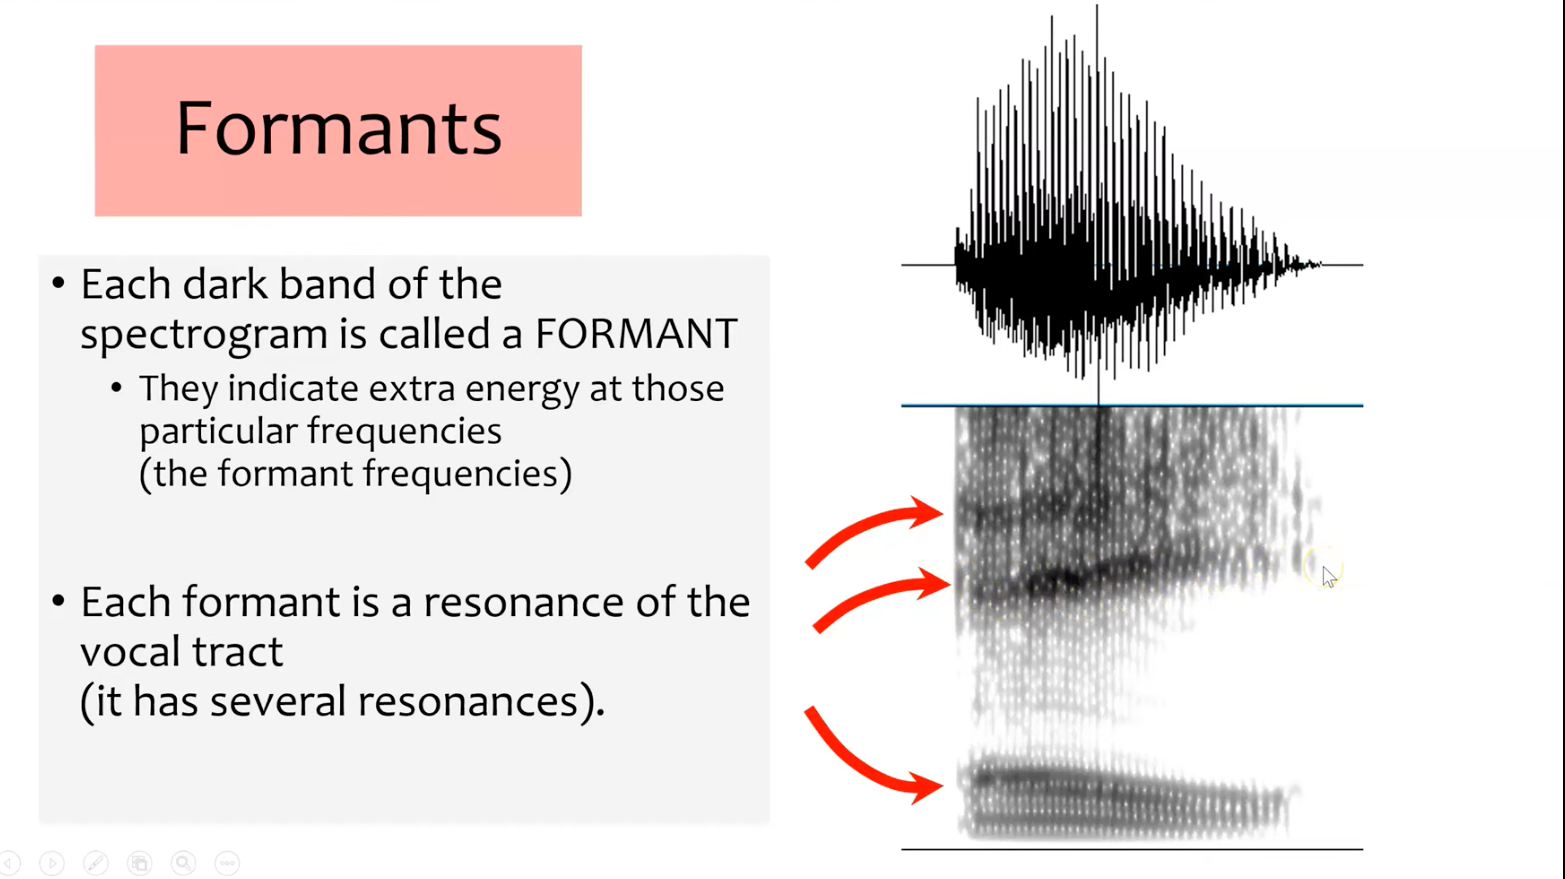 Formants
• Each dark band of the
spectrogram is called a FORMANT
• They indicate extra energy at those
particular frequencies
(the formant frequencies)
• Each formant is a resonance of the
vocal tract
(it has several resonances).